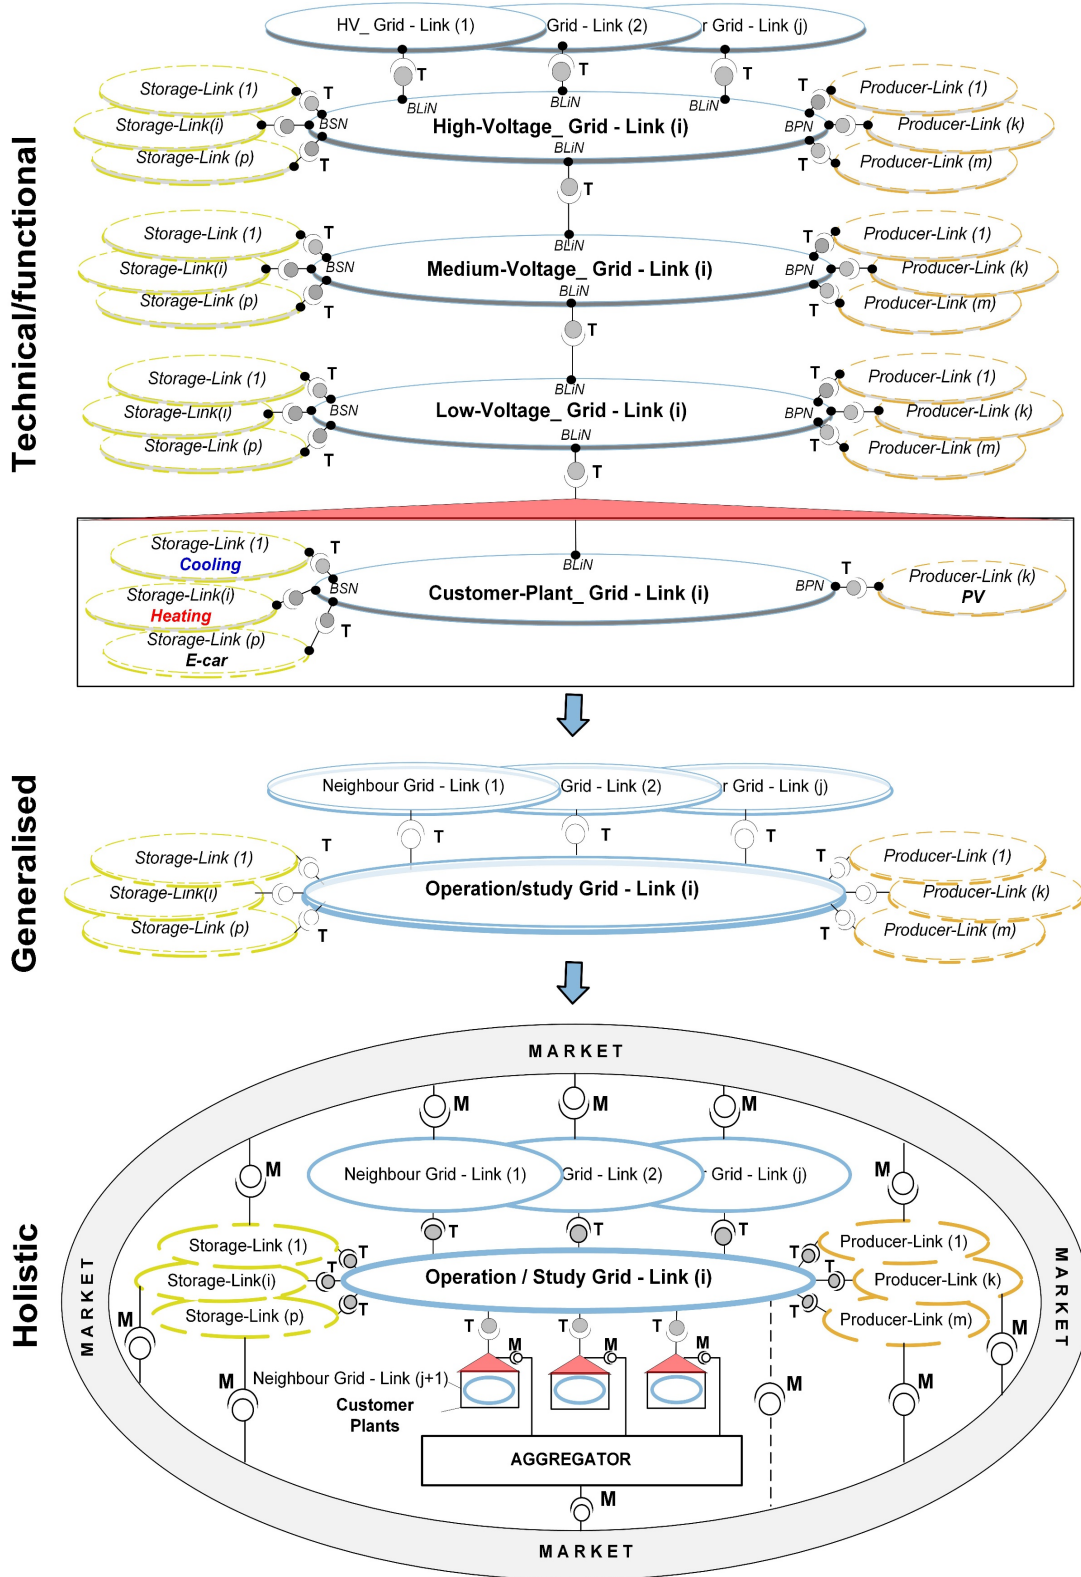 Technical/functional
HV_ Grid - Link (1)
Grid - Link (2)
r Grid - Link (j)
T
T
T
BLiN
BLiN
BLiN
Storage-Link (1)
Storage-Link(i)
Storage-Link (p)
T
T
BSN
High-Voltage_ Grid - Link (i)
BLiN
BPN
T
T
Producer-Link (1)
Producer-Link (k)
Producer-Link (m)
T
BLiN
Storage-Link (1)
Storage-Link(i)
Storage-Link (p)
T
T
BSN
Medium-Voltage_ Grid - Link (i)
BLiN
BPN
T
T
Producer-Link (1)
Producer-Link (k)
Producer-Link (m)
T
BLiN
Storage-Link (1)
Storage-Link(i)
Storage-Link (p)
T
T
BSN
Low-Voltage_ Grid - Link (i)
BLiN
BPN
T
T
Producer-Link (1)
Producer-Link (k)
Producer-Link (m)
T
Storage-Link (1)
Cooling
Storage-Link(i)
Heating
Storage-Link (p)
E-car
T
T
BSN
BLiN
Customer-Plant_ Grid - Link (i)
BPN
T
Producer-Link (k)
PV
Generalised
Neighbour Grid - Link (1)
Grid - Link (2)
r Grid - Link (j)
T
T
T
Storage-Link (1)
Storage-Link(i)
Storage-Link (p)
T
T
Operation/study Grid - Link (i)
T
T
Producer-Link (1)
Producer-Link (k)
Producer-Link (m)
Holistic
MARKET
M
M
M
M
M
Neighbour Grid - Link (1)
Grid - Link (2)
r Grid - Link (j)
T
T
T
MARKET
MARKET
Storage-Link (1)
Storage-Link(i)
Storage-Link (p)
T
T
T
Operation / Study Grid - Link (i)
T
T
T
Producer-Link (1)
Producer-Link (k)
Producer-Link (m)
M
M
T
T
T
M
M
M
Neighbour Grid - Link (j+1)
Customer
Plants
M
M
M
AGGREGATOR
M
MARKET